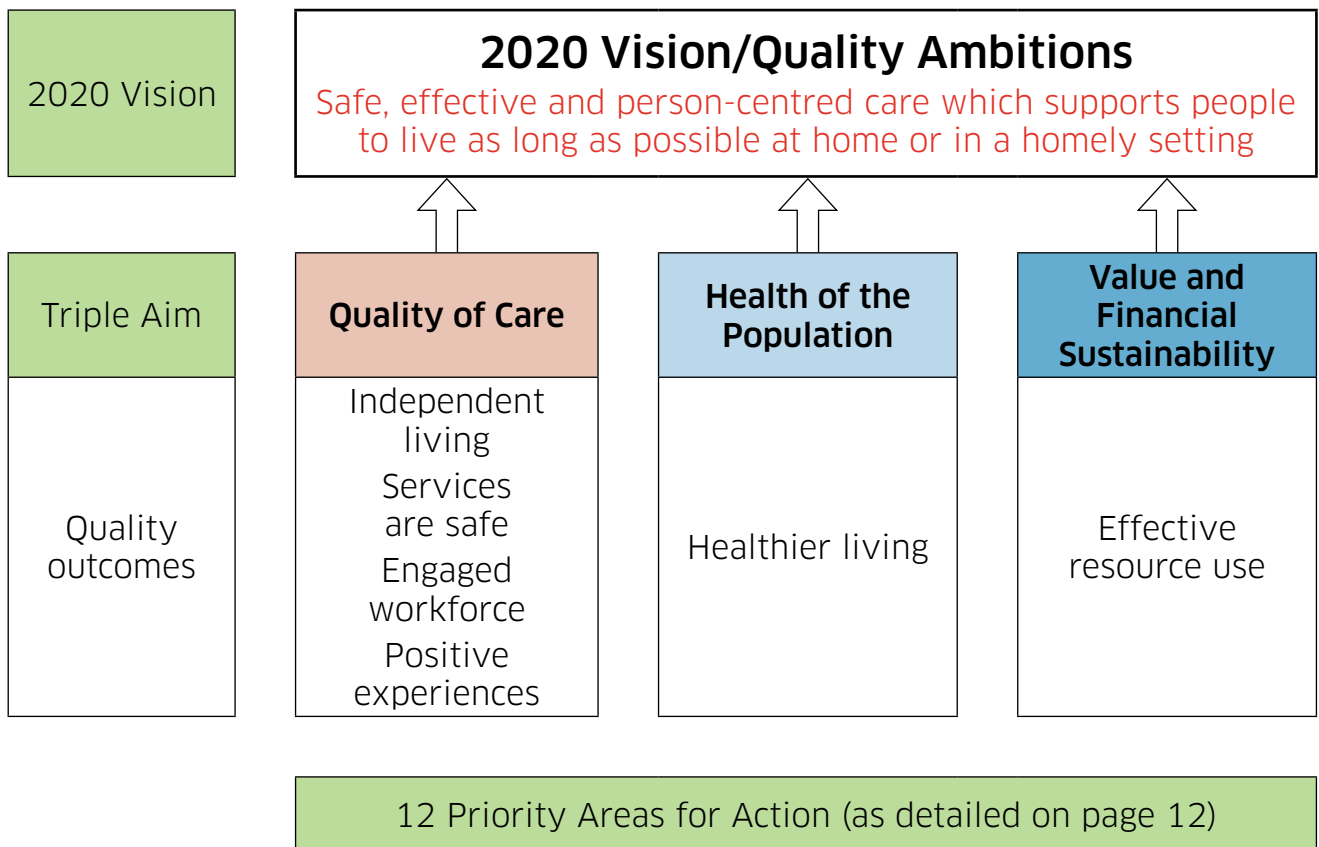 2020 Vision
2020 Vision/Quality Ambitions
Safe, effective and person-centred care which supports people
to live as long as possible at home or in a homely setting
Triple Aim
Quality of Care
Health of the
Population
Value and
Financial
Sustainability
Quality
outcomes
Independent
living
Services
are safe
Engaged
workforce
Positive
experiences
Healthier living
Effective
resource use
12 Priority Areas for Action (as detailed on page 12)